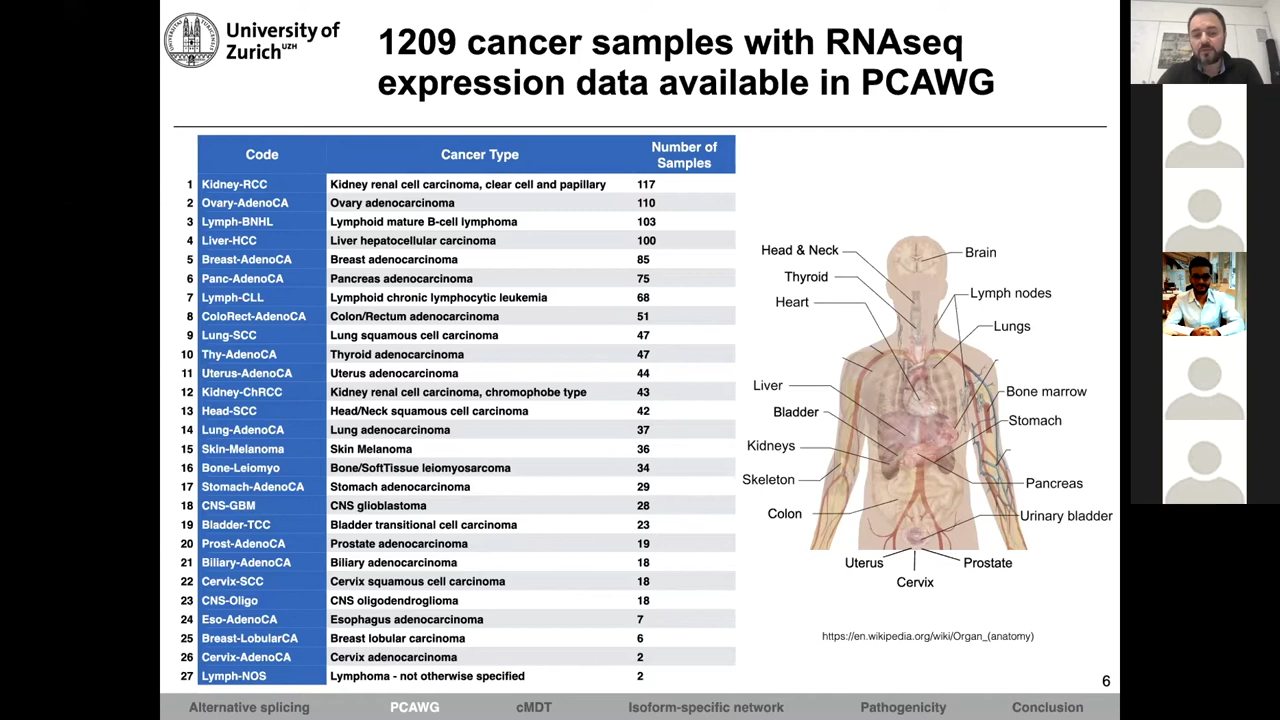 University of
Zurich UZH
1209 cancer samples with RNAseq
expression data available in PCAWG
Code Cancer Type Number of Samples
1 Kidney-RCC Kidney renal cell carcinoma, clear cell and papillary 117
2 Ovary-AdenoCA Ovary adenocarcinoma 110
3 Lymph-BNHL Lymphoid mature B-cell lymphoma 103
4 Liver-HCC Liver hepatocellular carcinoma 100
5 Breast-AdenoCA Breast adenocarcinoma 85
6 Panc-AdenoCA Pancreas adenocarcinoma 75
7 Lymph-CLL Lymphoid chronic lymphocytic leukemia 68
8 ColoRect-AdenoCA Colon/Rectum adenocarcinoma 51
9 Lung-SCC Lung squamous cell carcinoma 47
10 Thy-AdenoCA Thyroid adenocarcinoma 47
11 Uterus-AdenoCA Uterus adenocarcinoma 44
12 Kidney-ChRCC Kidney renal cell carcinoma, chromophobe type 43
13 Head-SCC Head/Neck squamous cell carcinoma 42
14 Lung-AdenoCA Lung adenocarcinoma 37
15 Skin-Melanoma Skin Melanoma 36
16 Bone-Leiomyo Bone/SoftTissue leiomyosarcoma 34
17 Stomach-AdenoCA Stomach adenocarcinoma 29
18 CNS-GBM CNS glioblastoma 28
19 Bladder-TCC Bladder transitional cell carcinoma 23
20 Prost-AdenoCA Prostate adenocarcinoma 19
21 Biliary-AdenoCA Biliary adenocarcinoma 18
22 Cervix-SCC Cervix squamous cell carcinoma 18
23 CNS-Oligo CNS oligodendroglioma 18
24 Eso-AdenoCA Esophagus adenocarcinoma 7
25 Breast-LobularCA Breast lobular carcinoma 6
26 Cervix-AdenoCA Cervix adenocarcinoma 2
27 Lymph-NOS Lymphoma - not otherwise specified 2
Head & Neck
Brain
Thyroid
Heart
Lymph nodes
Lungs
Liver
Bone marrow
Bladder
Stomach
Kidneys
Skeleton
Pancreas
Colon
Urinary bladder
Uterus
Prostate
Cervix
https://en.wikipedia.org/wiki/Organ_(anatomy)
6
Alternative splicing PCAWG cMDT Isoform-specific network Pathogenicity Conclusion